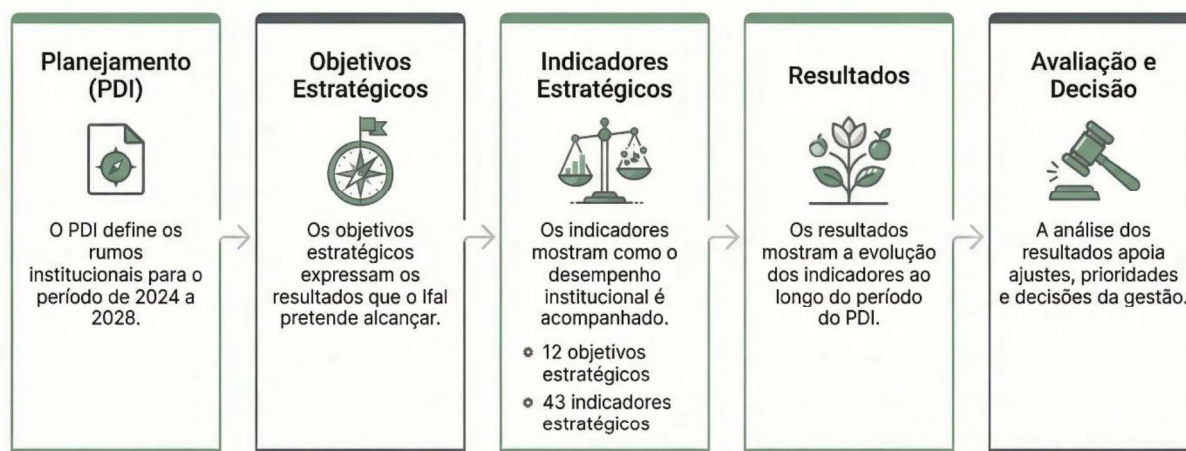 Planejamento
(PDI)
O PDI define os
rumos
institucionais para o
período de 2024 a
2028.
Objetivos
Estratégicos
Os objetivos
estratégicos
expressam os
resultados que o Ifal
pretende alcançar.
Indicadores
Estratégicos
Os indicadores
mostram como o
desempenho
institucional é
acompanhado.
12 objetivos
estratégicos
43 indicadores
estratégicos
Resultados
Os resultados
mostram a evolução
dos indicadores ao
longo do período
do PDI.
Avaliação e
Decisão
A análise dos
resultados apoia
ajustes, prioridades
e decisões da gestão.